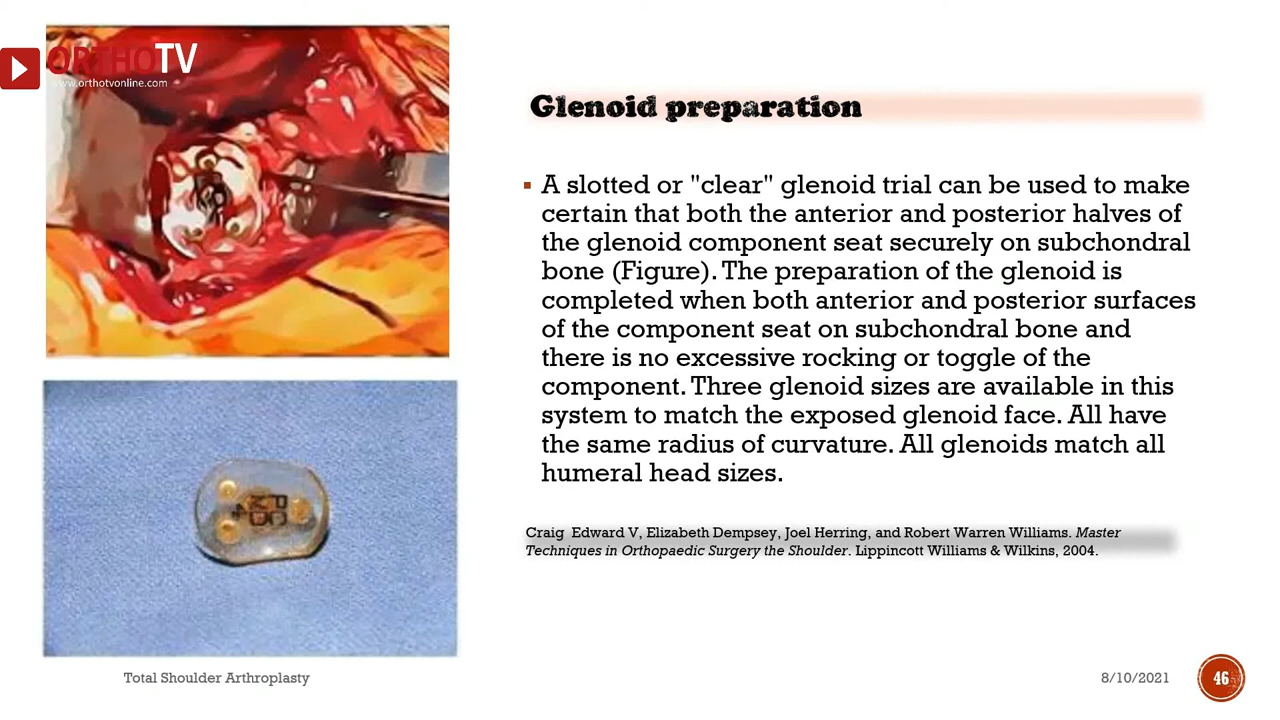 ORTHOTV
www.orthotvonline.com
Glenoid preparation
A slotted or "clear" glenoid trial can be used to make
certain that both the anterior and posterior halves of
the glenoid component seat securely on subchondral
bone (Figure). The preparation of the glenoid is
completed when both anterior and posterior surfaces
of the component seat on subchondral bone and
there is no excessive rocking or toggle of the
component. Three glenoid sizes are available in this
system to match the exposed glenoid face. All have
the same radius of curvature. All glenoids match all
humeral head sizes.
Craig Edward V, Elizabeth Dempsey, Joel Herring, and Robert Warren Williams. Master
Techniques in Orthopaedic Surgery the Shoulder. Lippincott Williams & Wilkins, 2004.
Total Shoulder Arthroplasty
8/10/2021
46